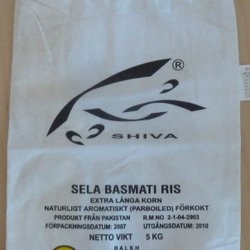 ®
SHIVA
SELA BASMATI RIS
EXTRA LÅNGA KORN
NATURLIGT AROMATISKT (PARBOILED) FÖRKOKT
PRODUKT FRÅN PAKISTAN R.M.NO 2-1-04-2903
FÖRPACKNINGSDATUM: 2007 UTGÅNGSDATUM: 2010
NETTO VIKT 5 KG
BALKH